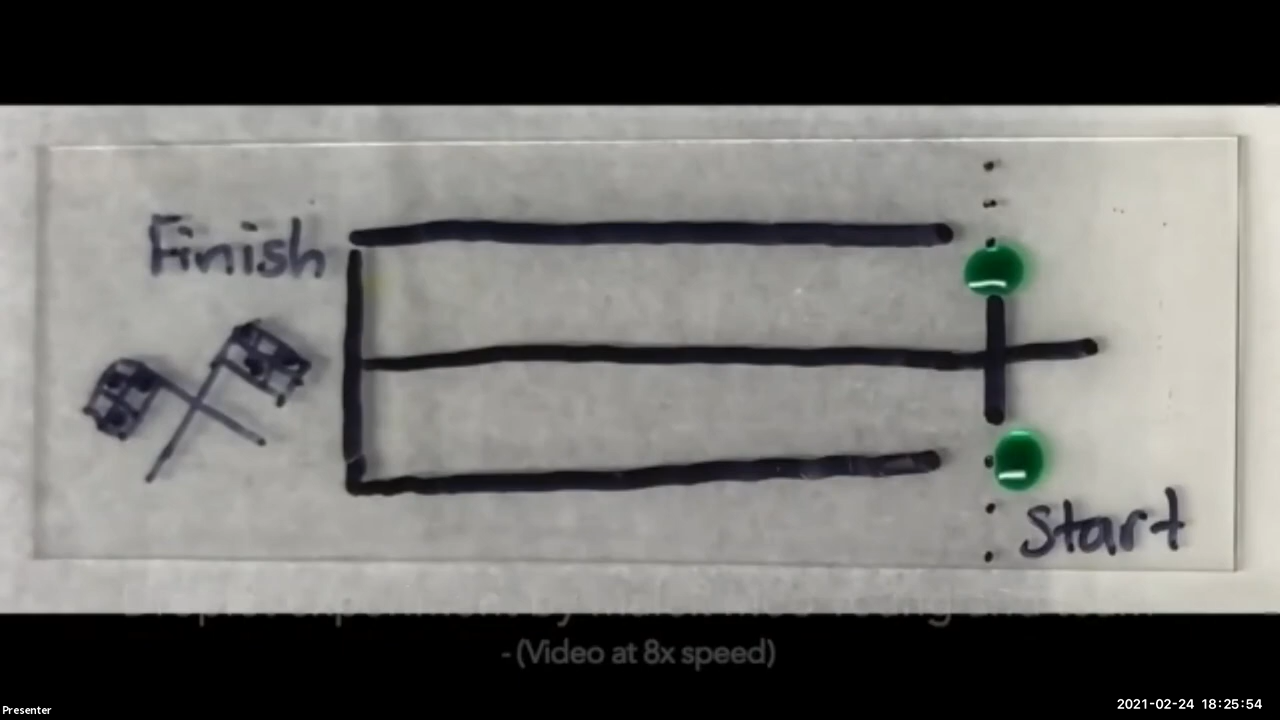 Finish
Start
- (Video at 8x speed)
Presenter
2021-02-24 18:25:54